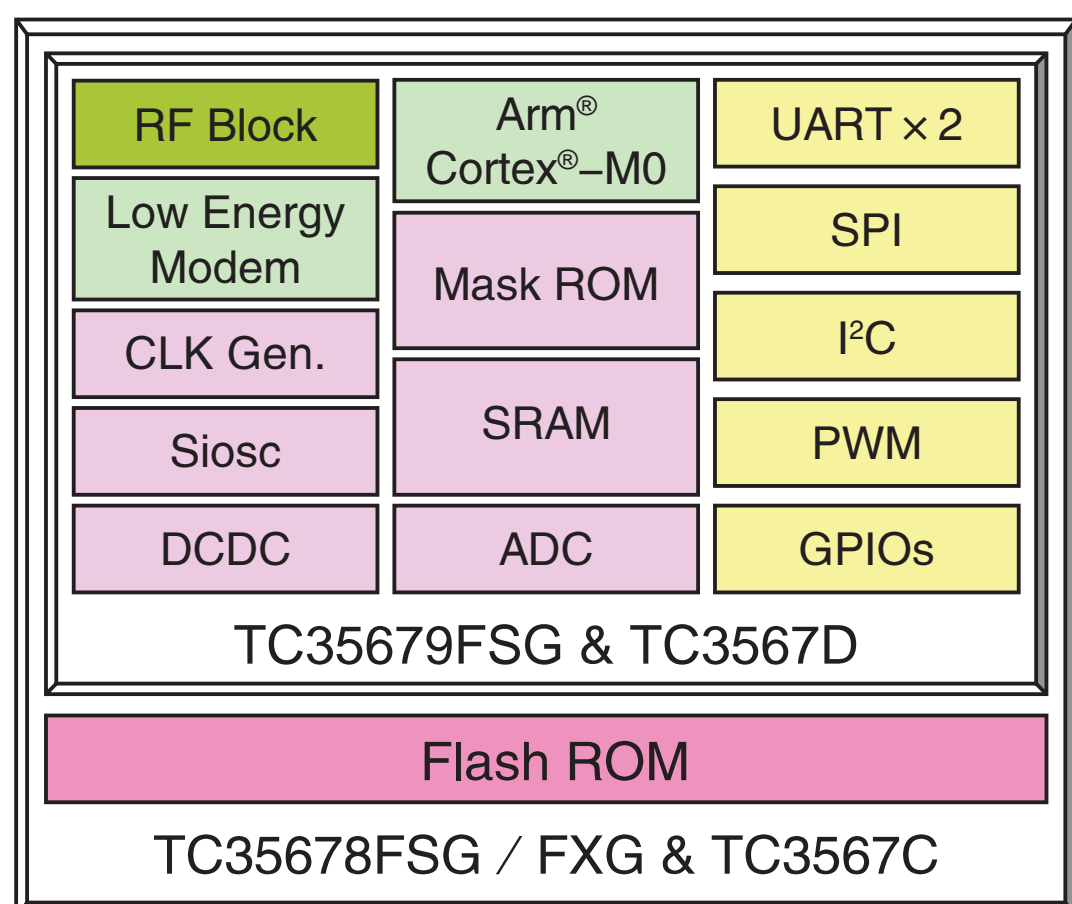 RF Block
Low Energy
Modem
CLK Gen.
Siosc
DCDC
Arm®
Cortex®–M0
Mask ROM
SRAM
ADC
UART × 2
SPI
I²C
PWM
GPIOs
TC35679FSG & TC3567D
Flash ROM
TC35678FSG / FXG & TC3567C